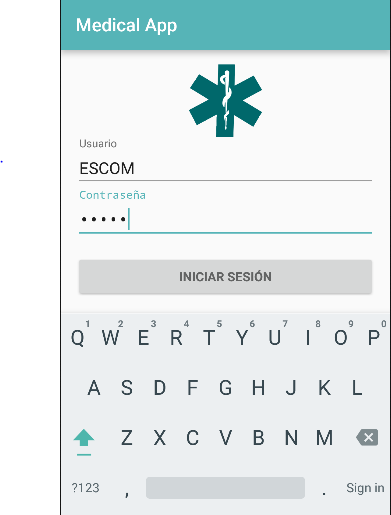 Medical App
Usuario
ESCOM
.
Contraseña
•••••
INICIAR SESIÓN
1 2 3 4 5 6 7 8 9 0
Q W E R T Y U I O P
A S D F G H J K L
Z X C V B N M
?123 , . Sign in